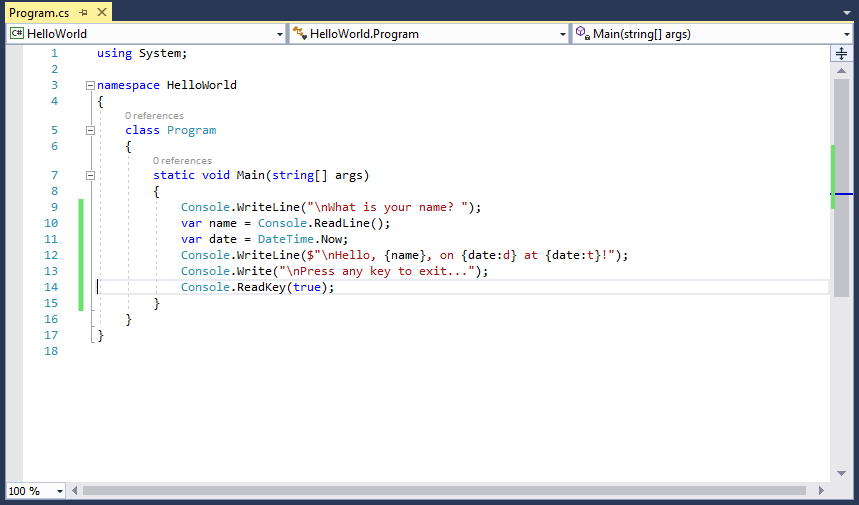 Program.cs
C# HelloWorld HelloWorld.Program Main(string[] args)
1 using System;
2
3 namespace HelloWorld
4 {
0 references
5 class Program
6 {
0 references
7 static void Main(string[] args)
8 {
9 Console.WriteLine("\nWhat is your name? ");
10 var name = Console.ReadLine();
11 var date = DateTime.Now;
12 Console.WriteLine($"\nHello, {name}, on {date:d} at {date:t}!");
13 Console.Write("\nPress any key to exit...");
14 Console.ReadKey(true);
15 }
16 }
17 }
18
100 %